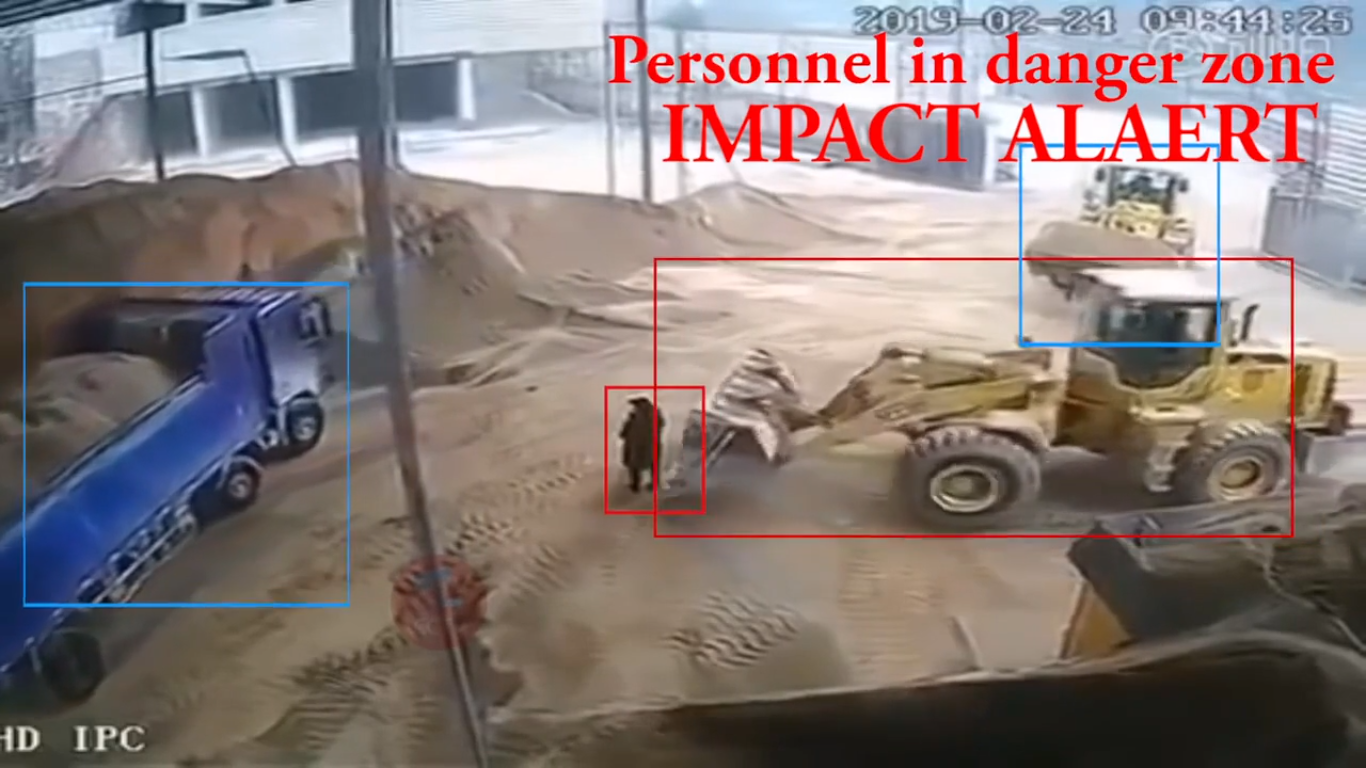 2019-02-24 09:44:25
Personnel in danger zone
IMPACT ALAERT
HD IPC